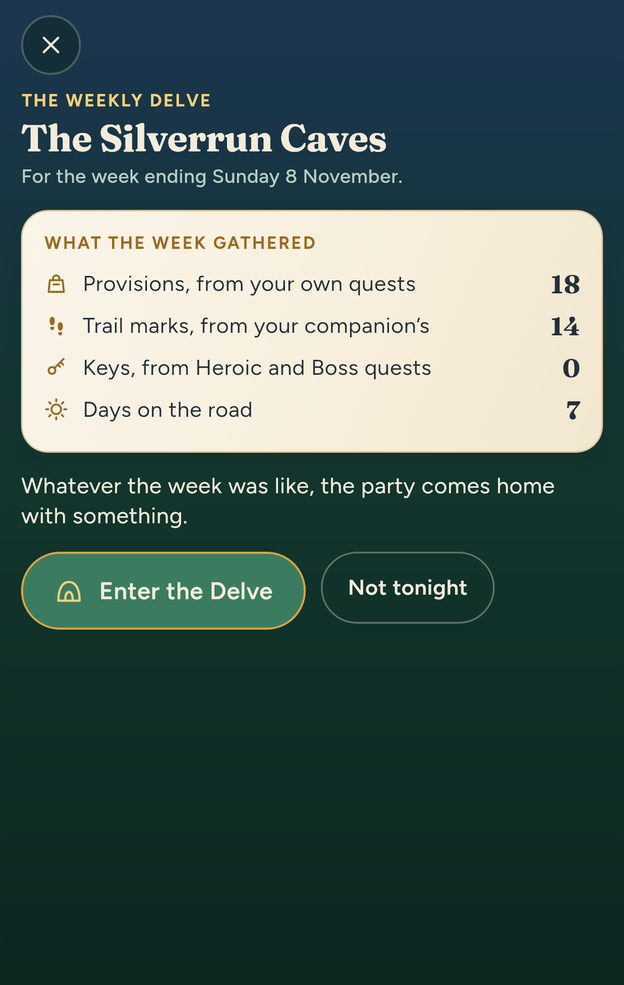 THE WEEKLY DELVE
The Silverrun Caves
For the week ending Sunday 8 November.
WHAT THE WEEK GATHERED
Provisions, from your own quests 18
Trail marks, from your companion’s 14
Keys, from Heroic and Boss quests 0
Days on the road 7
Whatever the week was like, the party comes home
with something.
Enter the Delve
Not tonight